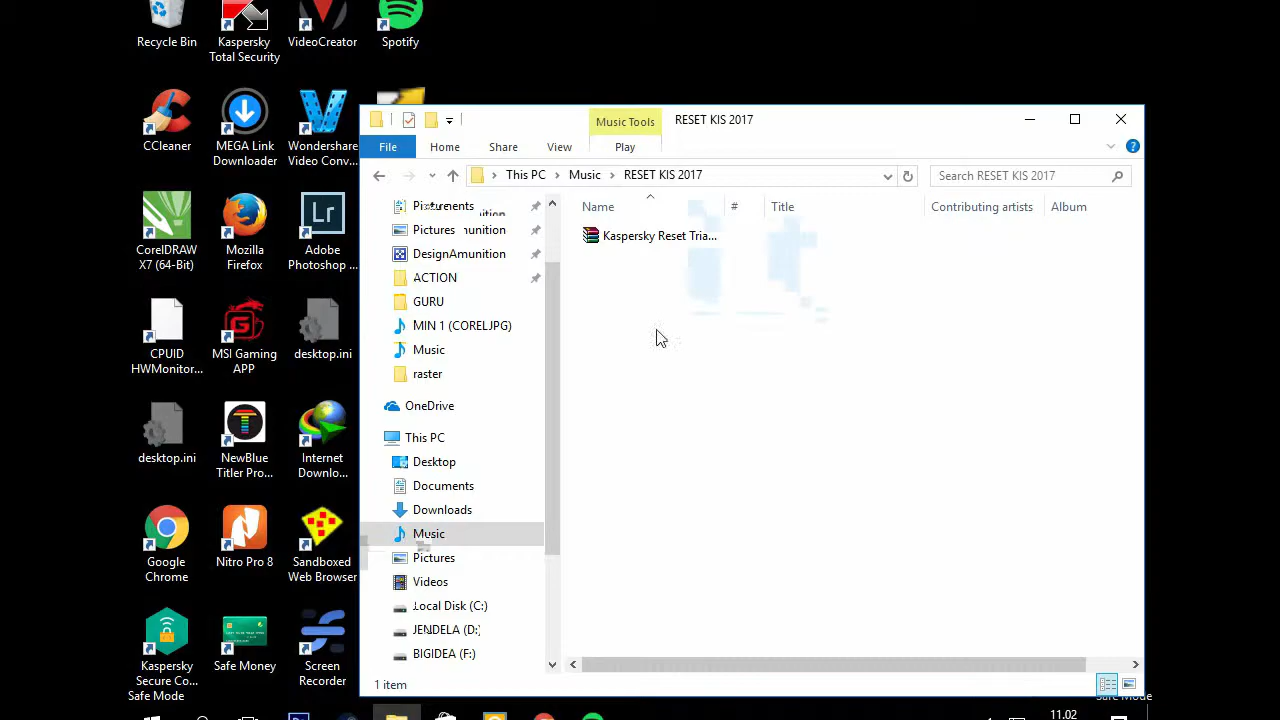 Recycle Bin
Kaspersky
Total Security
VideoCreator
Spotify
CCleaner
MEGA Link
Downloader
Wondershare
Video Conv...
CorelDRAW
X7 (64-Bit)
Mozilla
Firefox
Adobe
Photoshop ...
CPUID
HWMonitor...
MSI Gaming
APP
desktop.ini
desktop.ini
NewBlue
Titler Pro...
Internet
Downlo...
Google
Chrome
Nitro Pro 8
Sandboxed
Web Browser
Kaspersky
Secure Co...
Safe Money
Screen
Recorder
Safe Mode
Music Tools
RESET KIS 2017
File
Home
Share
View
Play
This PC
Music
RESET KIS 2017
Search RESET KIS 2017
Name
#
Title
Contributing artists
Album
Kaspersky Reset Tria...
Pictures
DesignAmunition
ACTION
GURU
MIN 1 (CORELJPG)
Music
raster
OneDrive
This PC
Desktop
Documents
Downloads
Music
Pictures
Videos
Local Disk (C:)
JENDELA (D:)
BIGIDEA (F:)
1 item
Safe Mode
11.02